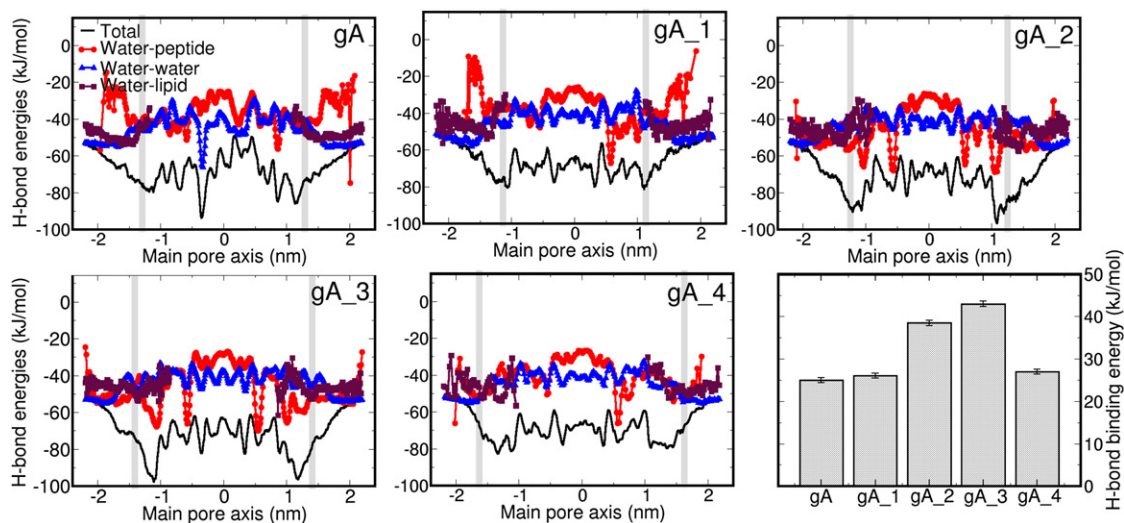 gA
Total
Water-peptide
Water-water
Water-lipid
H-bond energies (kJ/mol)
0
-20
-40
-60
-80
-100
-2 -1 0 1 2
Main pore axis (nm)
gA_1
0
-20
-40
-60
-80
-100
-2 -1 0 1 2
Main pore axis (nm)
gA_2
0
-20
-40
-60
-80
-100
-2 -1 0 1 2
Main pore axis (nm)
gA_3
H-bond energies (kJ/mol)
0
-20
-40
-60
-80
-100
-2 -1 0 1 2
Main pore axis (nm)
gA_4
0
-20
-40
-60
-80
-100
-2 -1 0 1 2
Main pore axis (nm)
50
40
30
20
10
0
H-bond binding energy (kJ/mol)
gA gA_1 gA_2 gA_3 gA_4